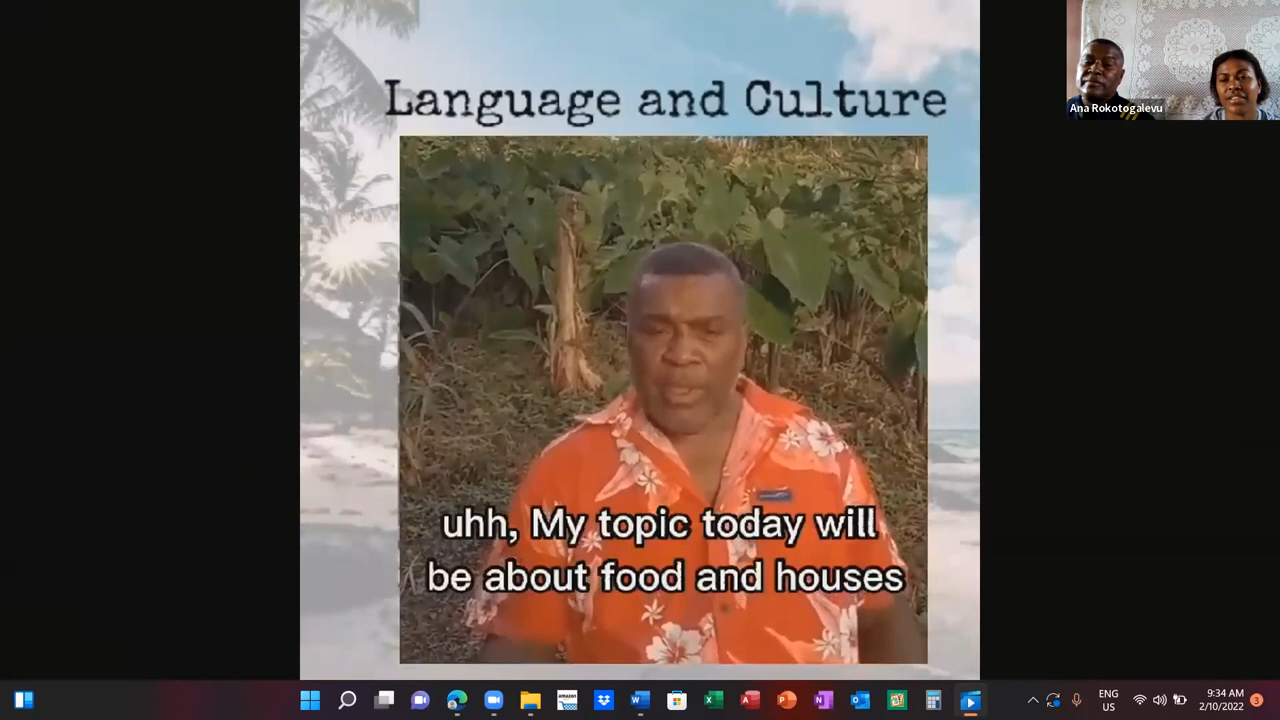 Language and Culture
Ana Rokotogalevu
uhh, My topic today will
be about food and houses
ENG
US
9:34 AM
2/10/2022
3